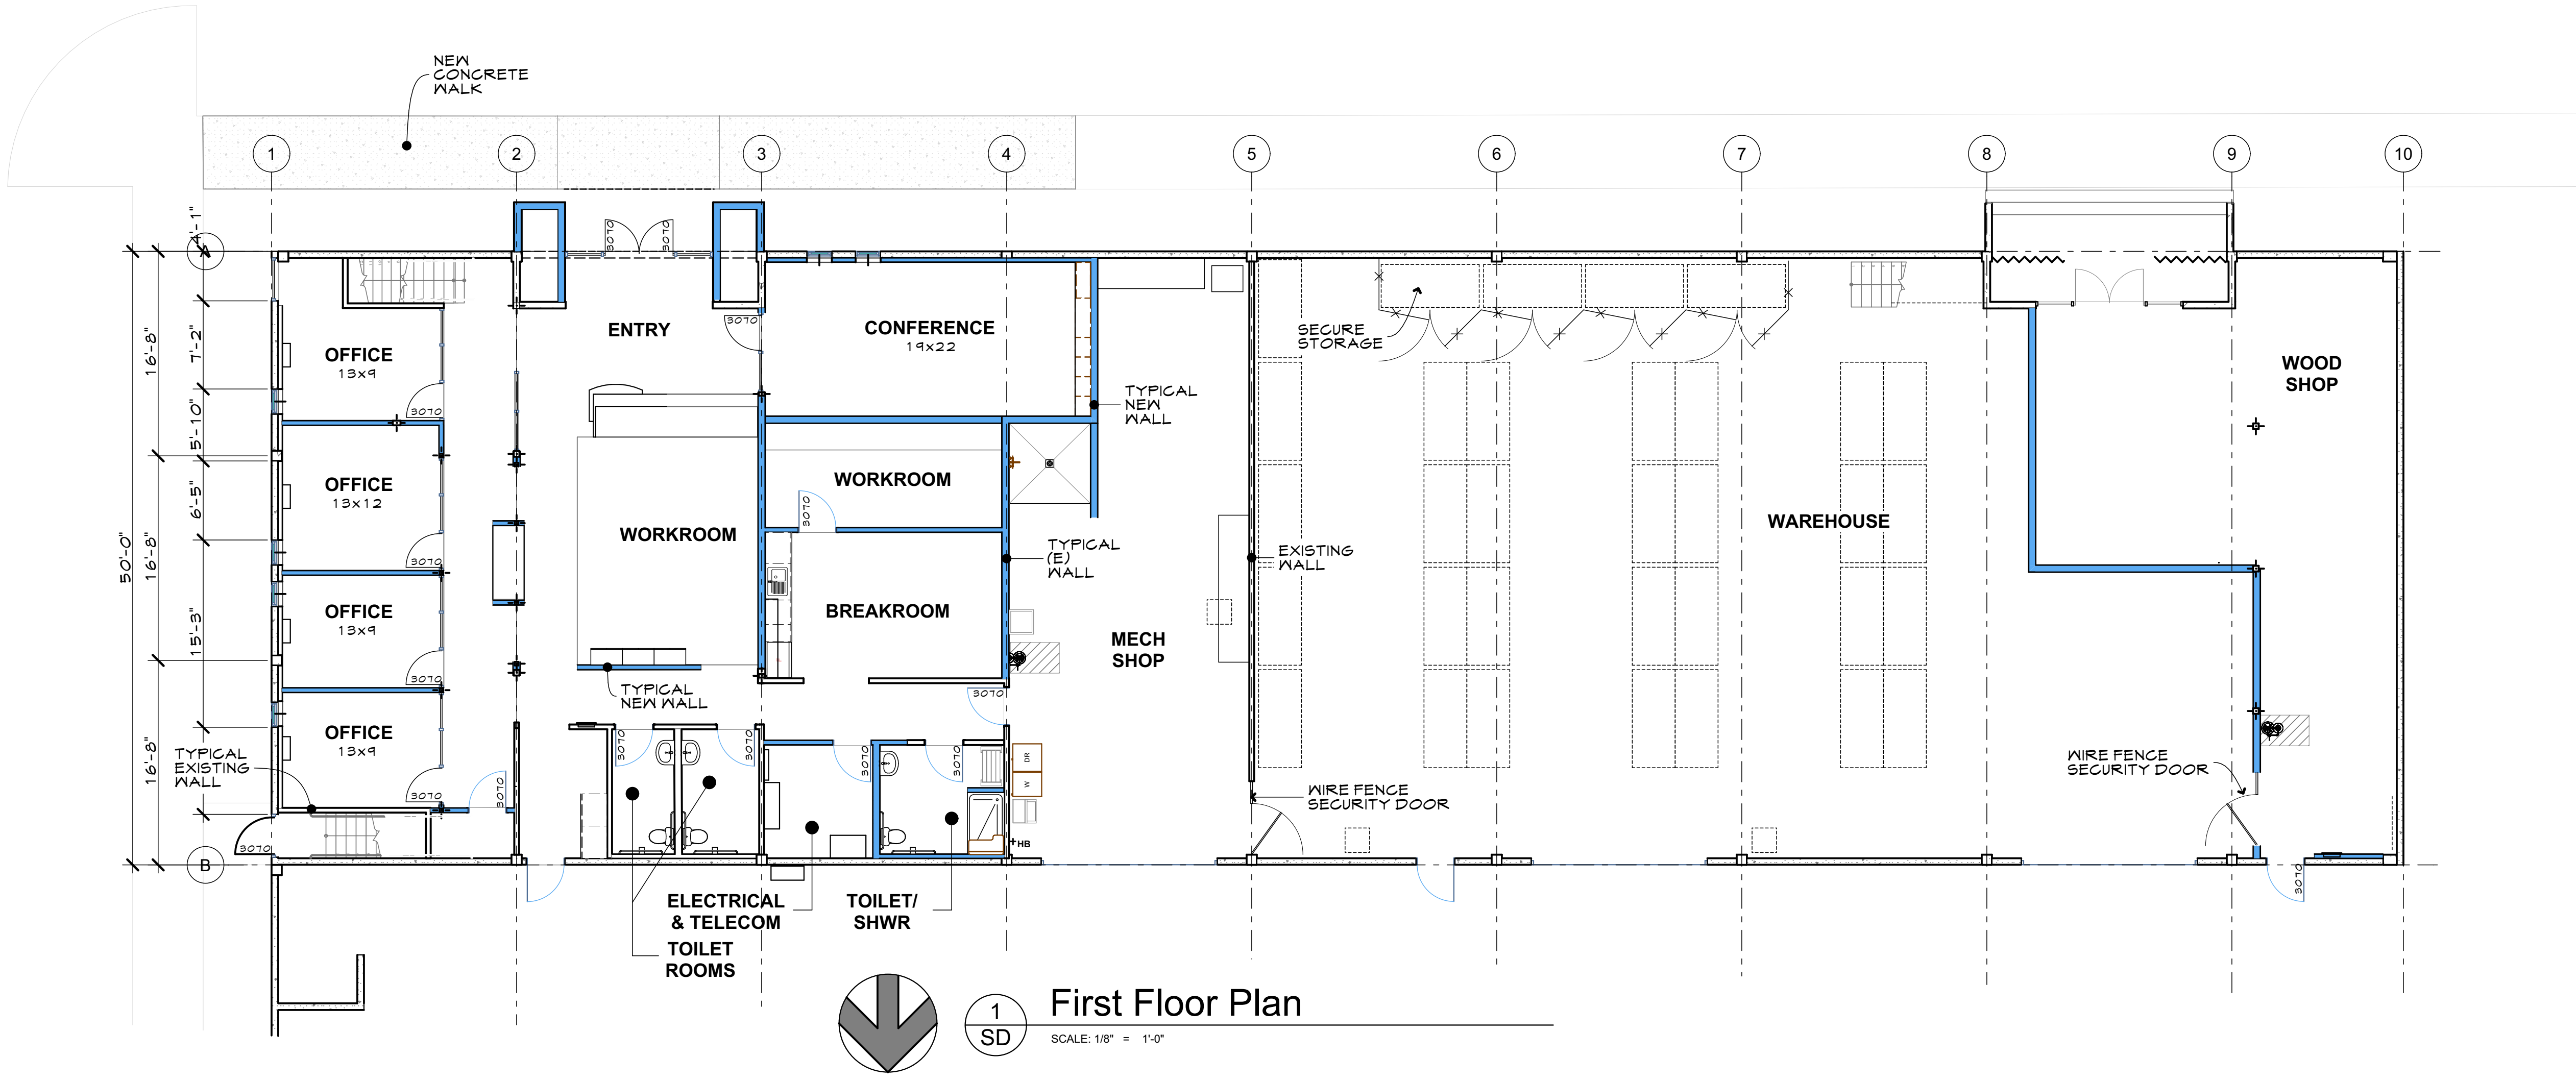 NEW
CONCRETE
WALK
1
2
3
4
5
6
7
8
9
10
A
B
4'-1"
7'-2"
5'-10"
6'-5"
15'-3"
16'-8"
16'-8"
16'-8"
50'-0"
3070
3070
ENTRY
3070
CONFERENCE
19x22
OFFICE
13x9
3070
OFFICE
13x12
3070
OFFICE
13x9
3070
OFFICE
13x9
3070
3070
3070
TYPICAL
EXISTING
WALL
WORKROOM
WORKROOM
3070
BREAKROOM
TYPICAL
NEW WALL
TYPICAL
NEW
WALL
TYPICAL
(E)
WALL
3070
3070
3070
3070
3070
DR
W
HB
MECH
SHOP
EXISTING
WALL
SECURE
STORAGE
WAREHOUSE
WOOD
SHOP
WIRE FENCE
SECURITY DOOR
WIRE FENCE
SECURITY DOOR
3070
ELECTRICAL
& TELECOM
TOILET/
SHWR
TOILET
ROOMS
1
SD
First Floor Plan
SCALE: 1/8" = 1'-0"